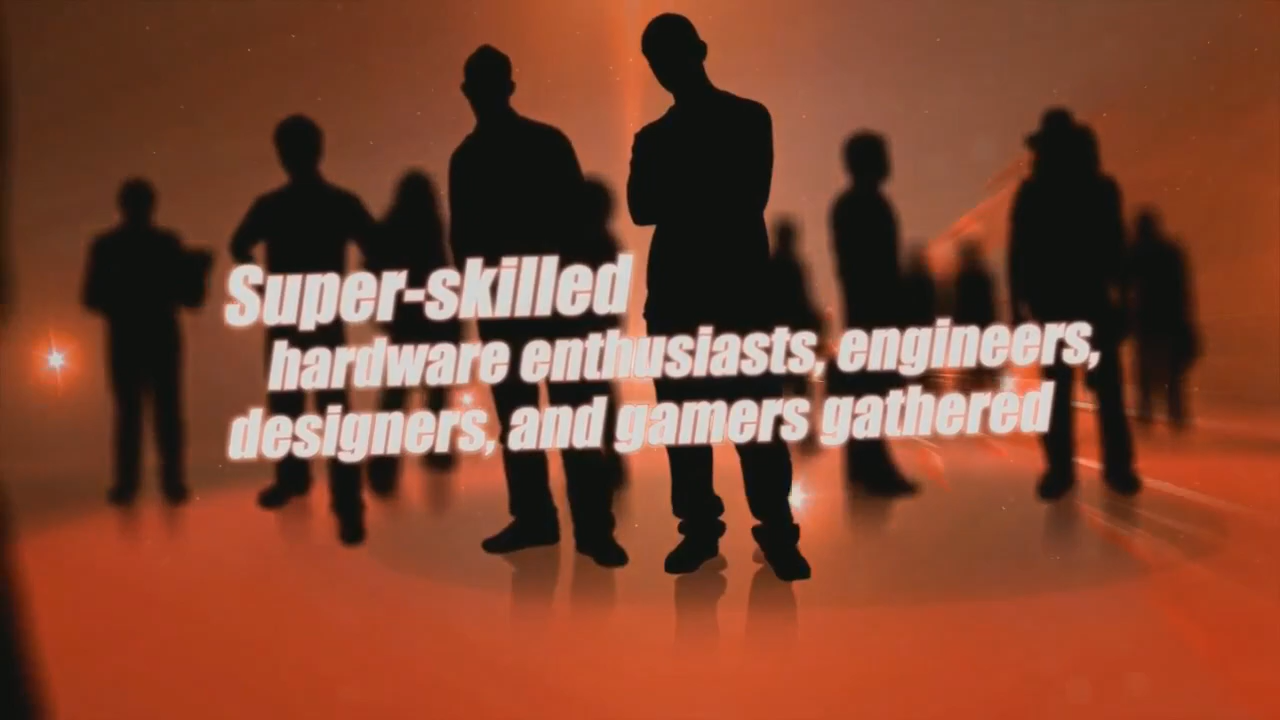 Super-skilled
hardware enthusiasts, engineers,
designers, and gamers gathered